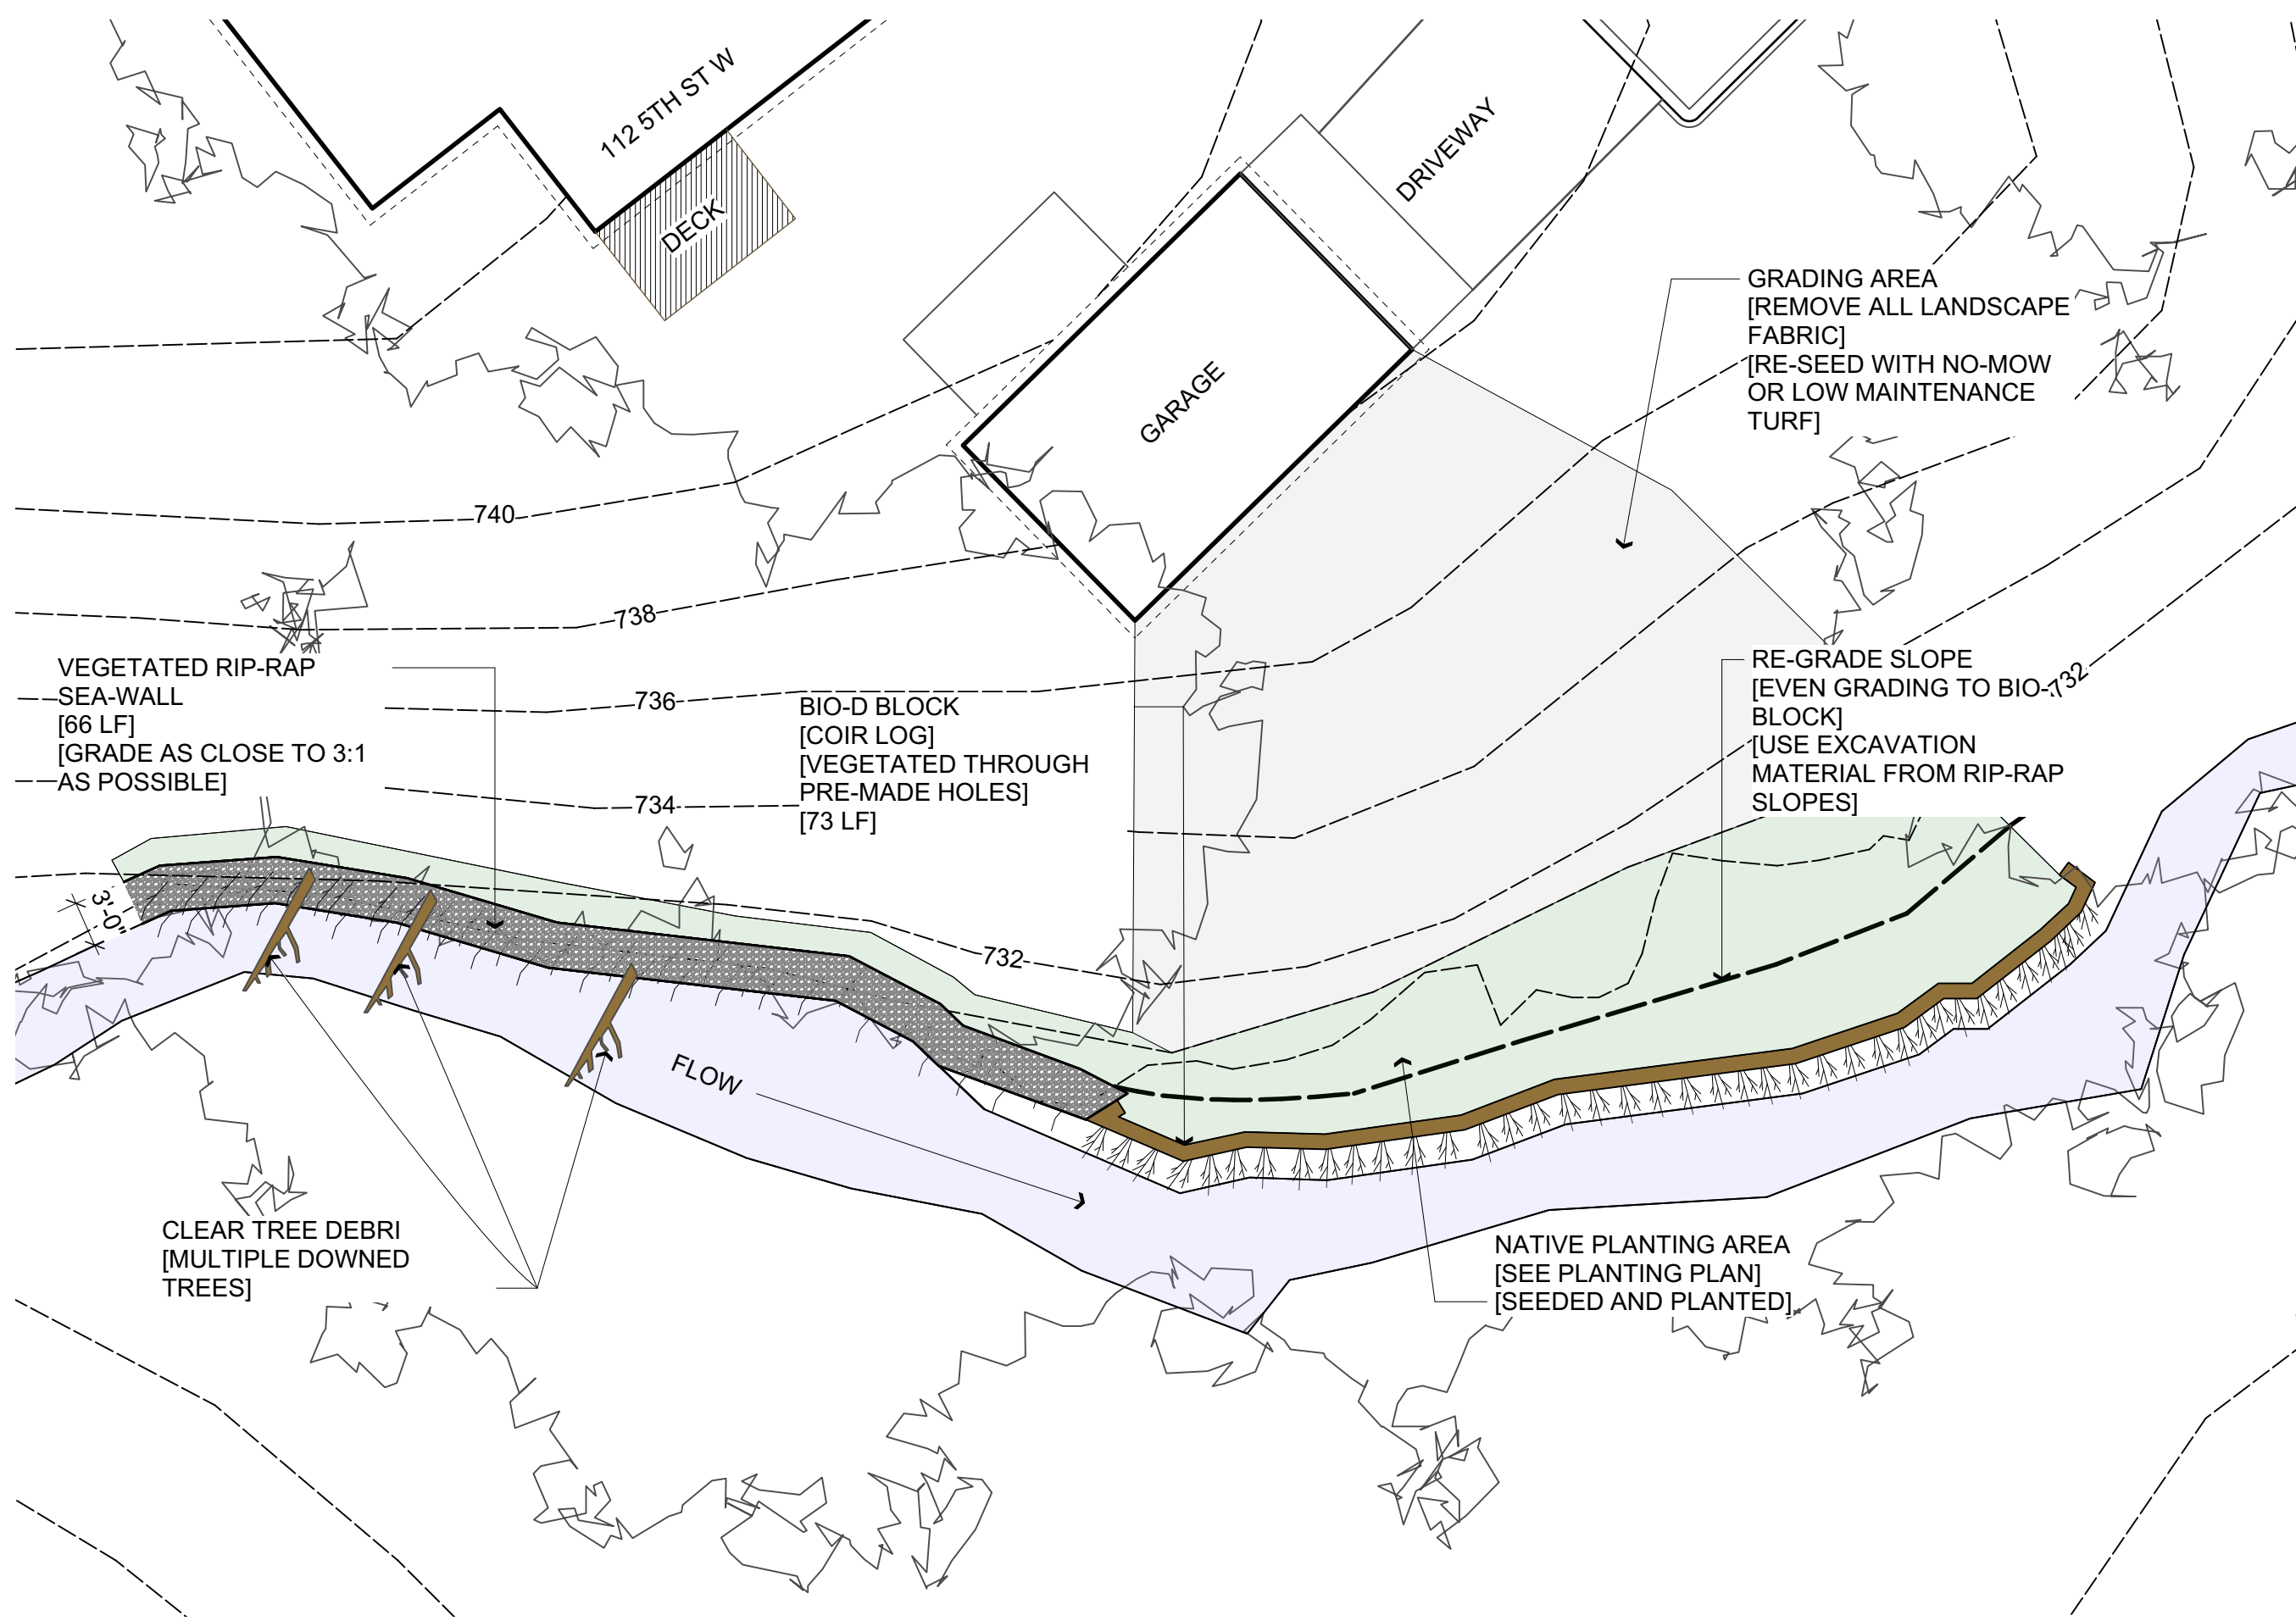 112 5TH ST W
DECK
DRIVEWAY
GARAGE
GRADING AREA
[REMOVE ALL LANDSCAPE
FABRIC]
[RE-SEED WITH NO-MOW
OR LOW MAINTENANCE
TURF]
740
738
736
734
732
732
VEGETATED RIP-RAP
SEA-WALL
[66 LF]
[GRADE AS CLOSE TO 3:1
AS POSSIBLE]
BIO-D BLOCK
[COIR LOG]
[VEGETATED THROUGH
PRE-MADE HOLES]
[73 LF]
RE-GRADE SLOPE
[EVEN GRADING TO BIO-
BLOCK]
[USE EXCAVATION
MATERIAL FROM RIP-RAP
SLOPES]
3'-0"
FLOW
CLEAR TREE DEBRI
[MULTIPLE DOWNED
TREES]
NATIVE PLANTING AREA
[SEE PLANTING PLAN]
[SEEDED AND PLANTED]